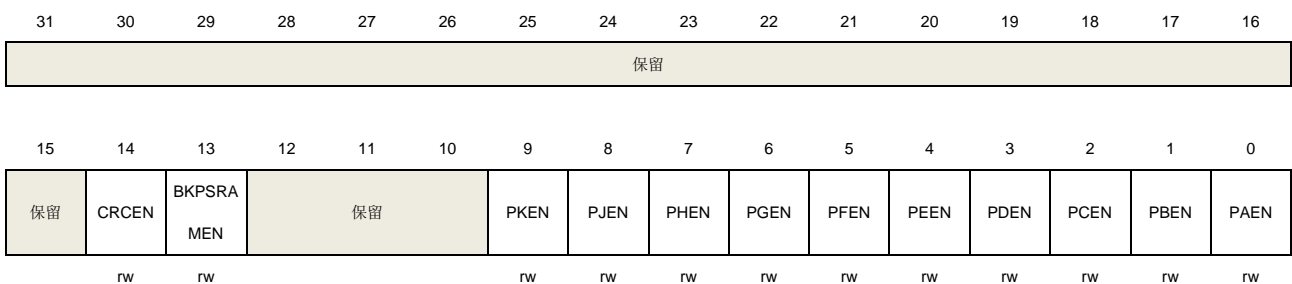 31 30 29 28 27 26 25 24 23 22 21 20 19 18 17 16
保留
15 14 13 12 11 10 9 8 7 6 5 4 3 2 1 0
保留 CRCEN BKPSRA 保留 PKEN PJEN PHEN PGEN PFEN PEEN PDEN PCEN PBEN PAEN
MEN
rw rw rw rw rw rw rw rw rw rw rw rw